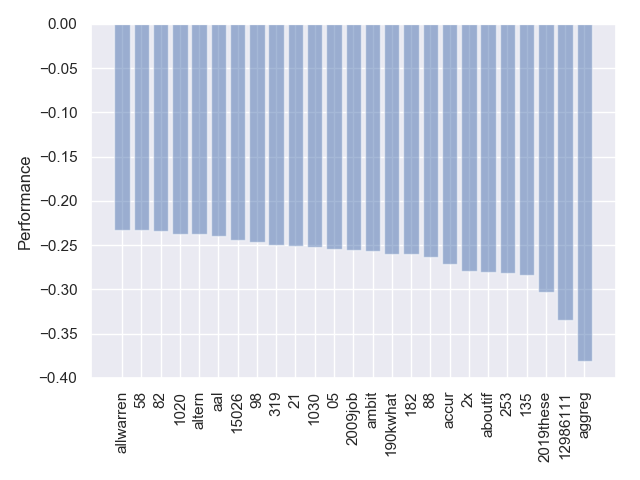 0.00
−0.05
−0.10
−0.15
−0.20
−0.25
−0.30
−0.35
−0.40
Performance
allwarren
58
82
1020
altern
aal
15026
98
319
21
1030
05
2009job
ambit
190kwhat
182
88
accur
2x
aboutif
253
135
2019these
12986111
aggreg